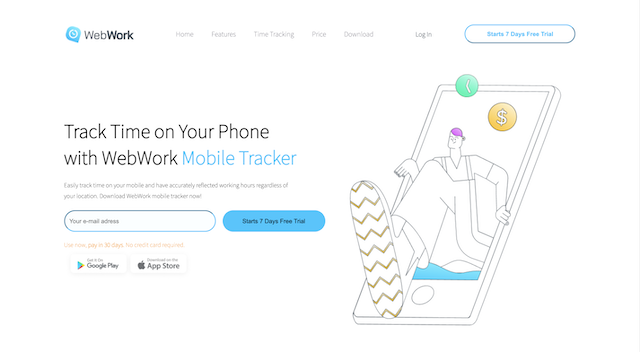 WebWork
Home Features Time Tracking Price Download Log In Starts 7 Days Free Trial
Track Time on Your Phone
with WebWork Mobile Tracker
Easily track time on your mobile and have accurately reflected working hours regardless of
your location. Download WebWork mobile tracker now!
Your e-mail adress Starts 7 Days Free Trial
Use now, pay in 30 days. No credit card required
Get it On Download on the
Google Play App Store
$